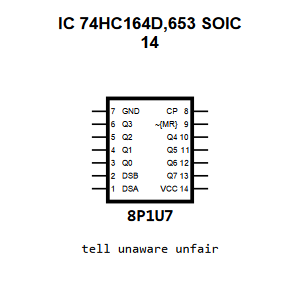 IC 74HC164D,653 SOIC
14
7 GND CP 8
6 Q3 ~{MR} 9
5 Q2 Q4 10
4 Q1 Q5 11
3 Q0 Q6 12
2 DSB Q7 13
1 DSA VCC 14
8P1U7
tell unaware unfair